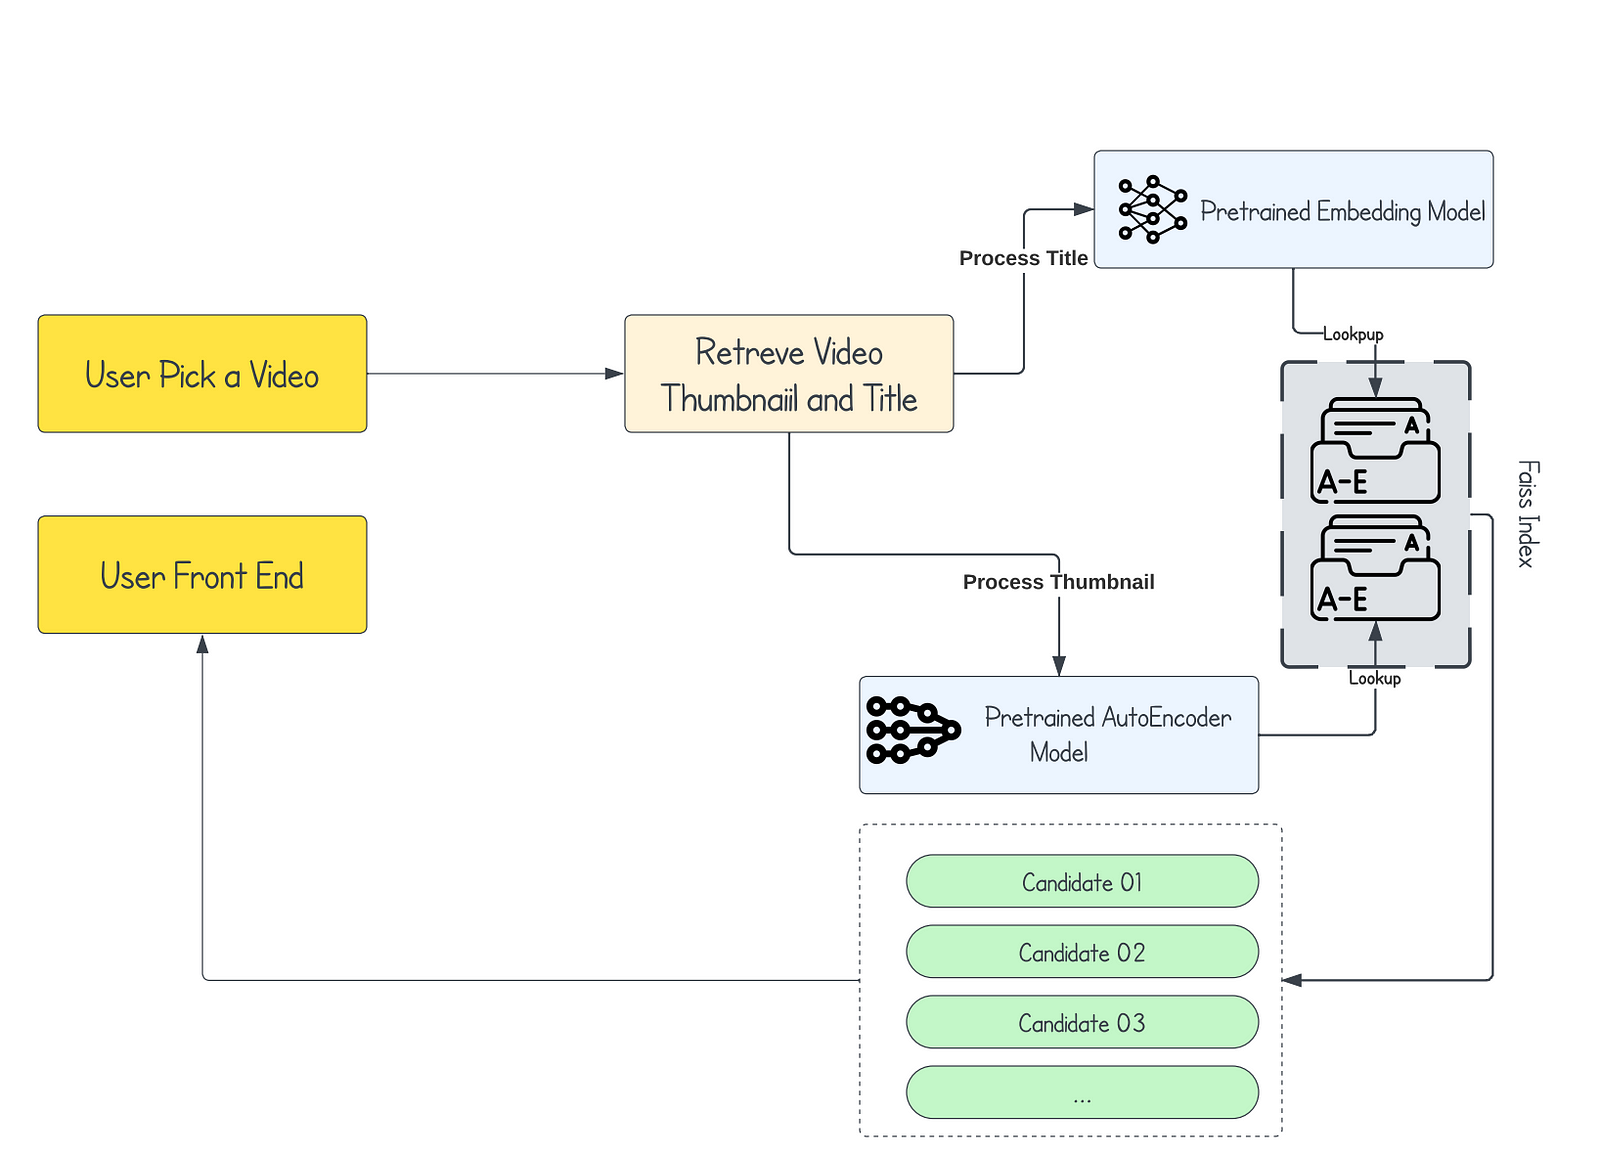 Pretrained Embedding Model
Process Title
User Pick a Video
Retreve Video
Thumbnaiil and Title
Lookpup
A
A-E
Faiss Index
A
A-E
User Front End
Process Thumbnail
Lookup
Pretrained AutoEncoder
Model
Candidate 01
Candidate 02
Candidate 03
...